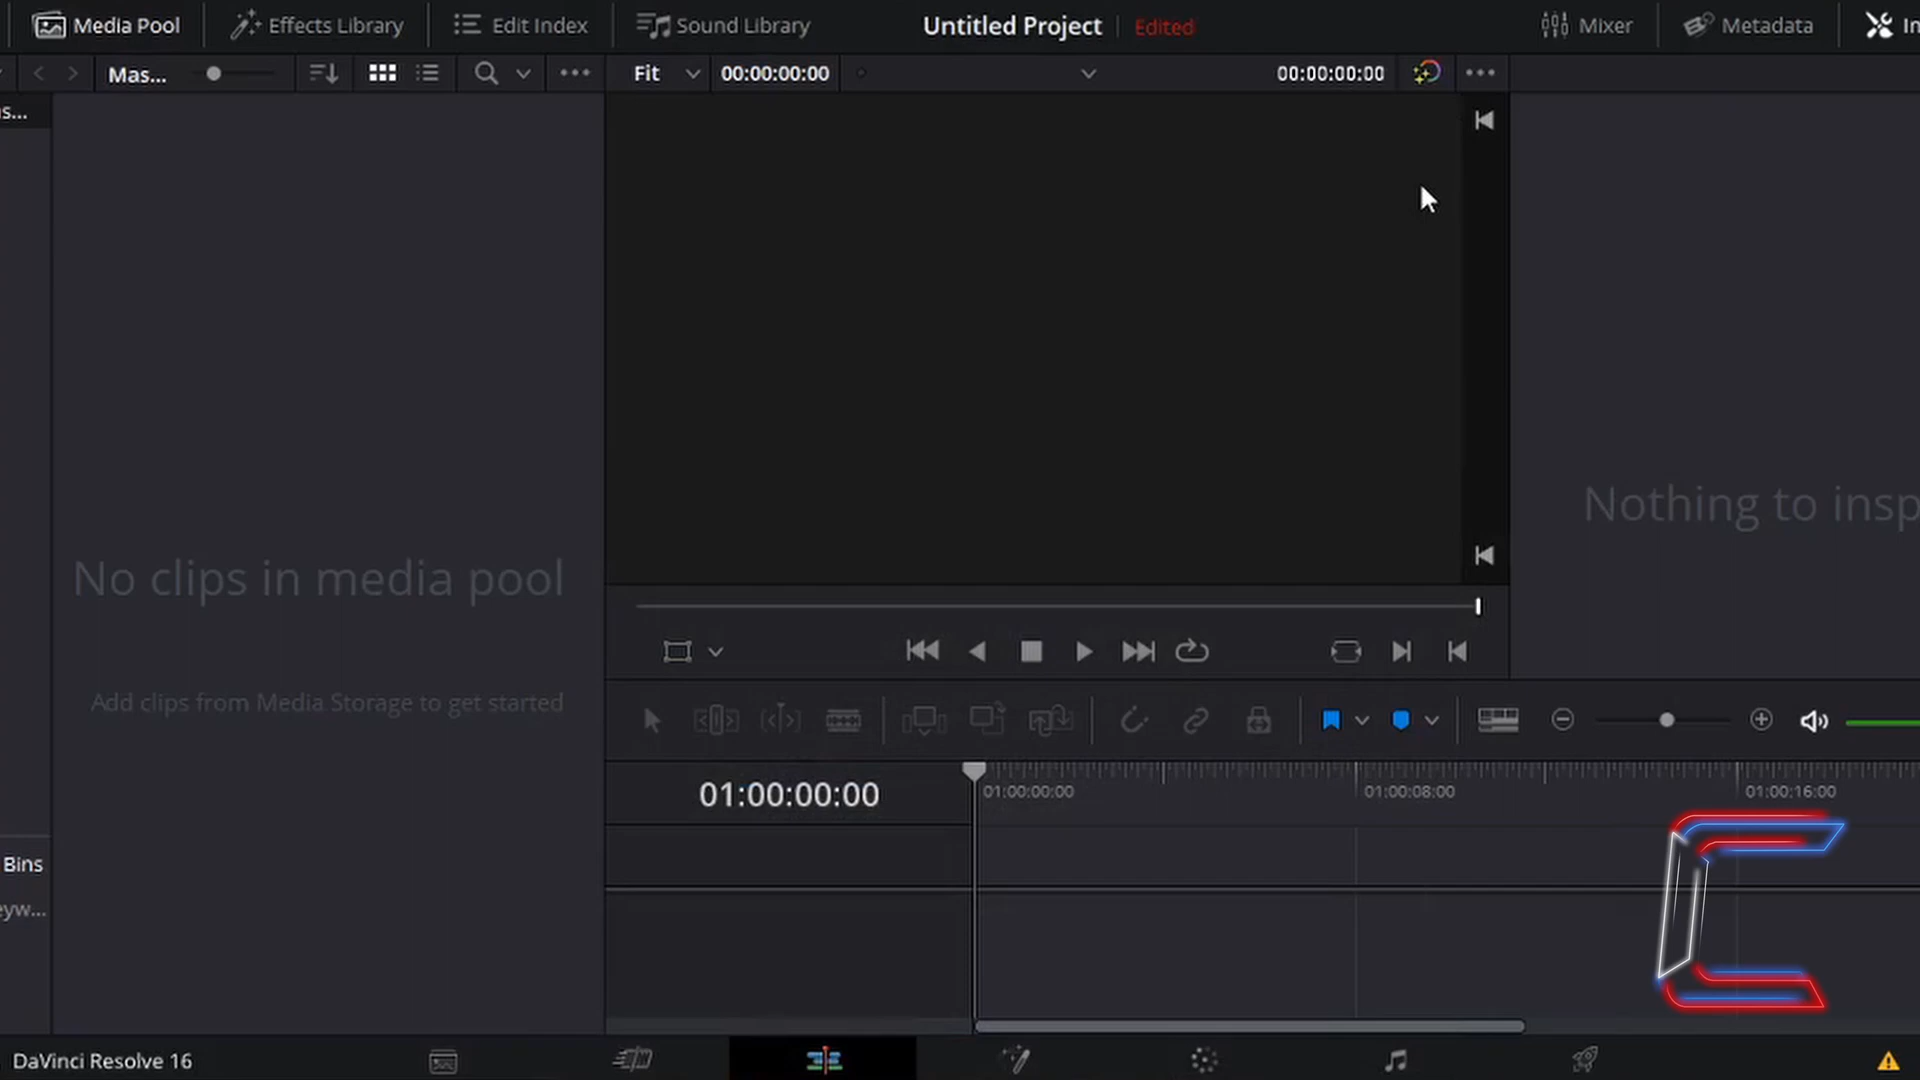 Media Pool Effects Library Edit Index Sound Library Untitled Project Edited Mixer Metadata In
Mas... Fit 00:00:00:00 00:00:00:00
s...
Nothing to insp
No clips in media pool
Add clips from Media Storage to get started
01:00:00:00 01:00:00:00 01:00:08:00 01:00:16:00
Bins
eyw...
DaVinci Resolve 16